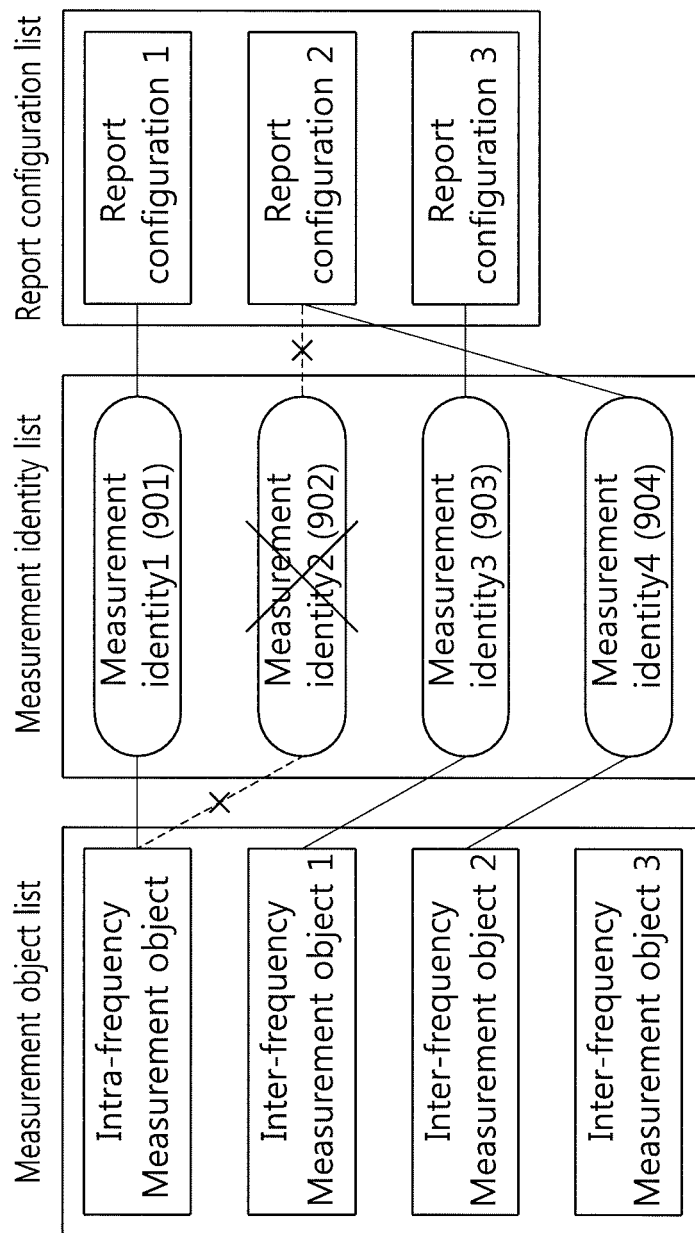 Measurement object list
Intra-frequency
Measurement object
Inter-frequency
Measurement object 1
Inter-frequency
Measurement object 2
Inter-frequency
Measurement object 3
Measurement identity list
Measurement
identity1 (901)
Measurement
identity2 (902)
Measurement
identity3 (903)
Measurement
identity4 (904)
Report configuration list
Report
configuration 1
Report
configuration 2
Report
configuration 3